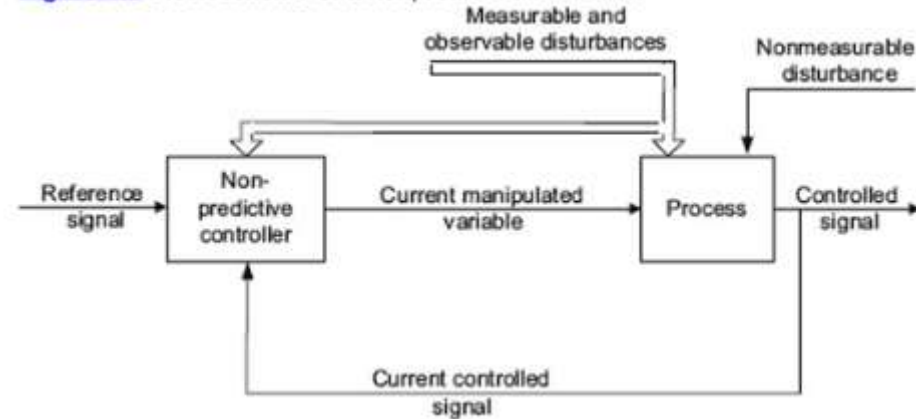 Measurable and
observable disturbances
Nonmeasurable
disturbance
Reference
signal
Non-
predictive
controller
Current manipulated
variable
Process
Controlled
signal
Current controlled
signal